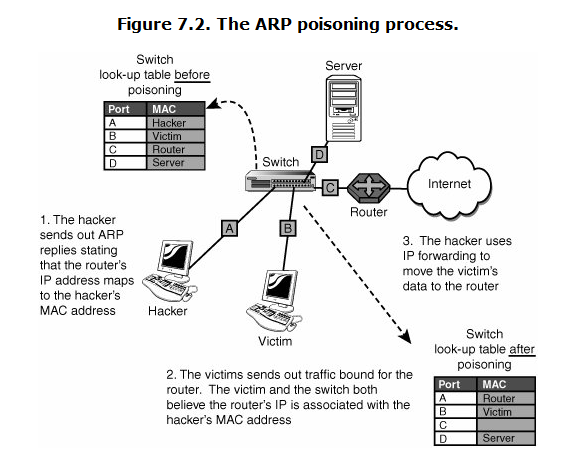 Figure 7.2. The ARP poisoning process.
Switch
look-up table before
poisoning
Port MAC
A Hacker
B Victim
C Router
D Server
Server
D
Switch
C
Router
Internet
A
B
1. The hacker
sends out ARP
replies stating
that the router's
IP address maps
to the hacker's
MAC address
Hacker
Victim
3. The hacker uses
IP forwarding to
move the victim's
data to the router
2. The victims sends out traffic bound for the
router. The victim and the switch both
believe the router's IP is associated with the
hacker's MAC address
Switch
look-up table after
poisoning
Port MAC
A Router
B Victim
C
D Server